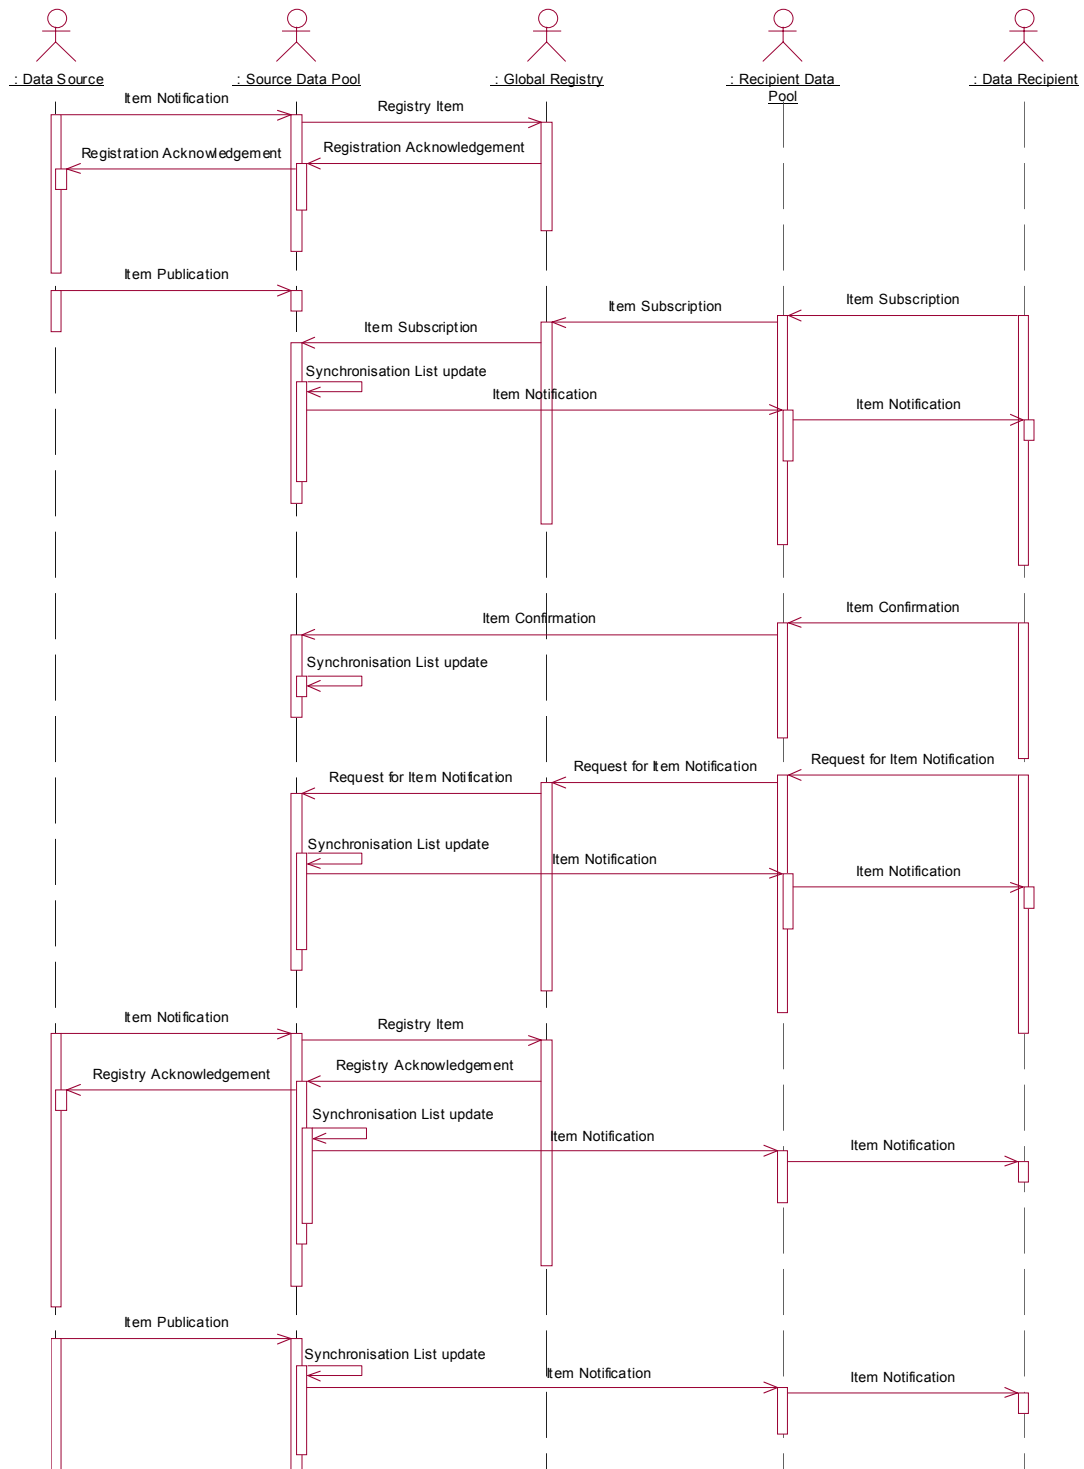 : Data Source
: Source Data Pool
: Global Registry
: Recipient Data
Pool
: Data Recipient
Item Notification
Registry Item
Registration Acknowledgement
Registration Acknowledgement
Item Publication
Item Subscription
Item Subscription
Item Subscription
Synchronisation List update
Item Notification
Item Notification
Item Confirmation
Item Confirmation
Synchronisation List update
Request for Item Notification
Request for Item Notification
Request for Item Notification
Synchronisation List update
Item Notification
Item Notification
Item Notification
Registry Item
Registry Acknowledgement
Registry Acknowledgement
Synchronisation List update
Item Notification
Item Notification
Item Publication
Synchronisation List update
Item Notification
Item Notification